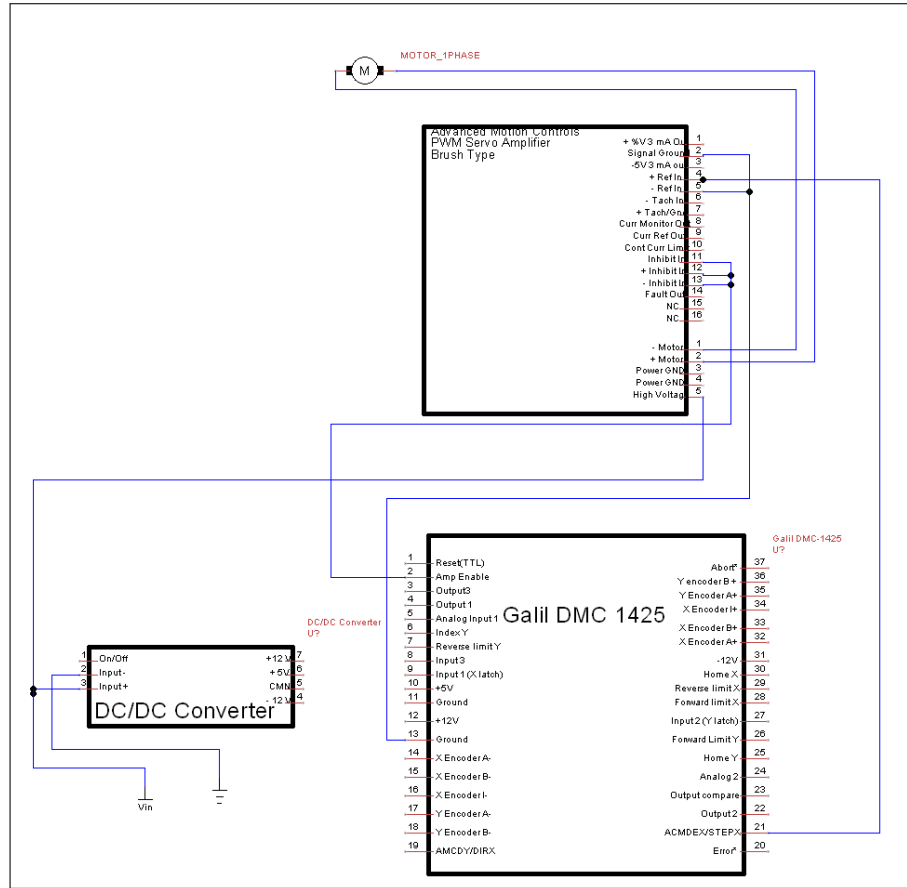 MOTOR_1PHASE
M
Advanced Motion Controls
PWM Servo Amplifier
Brush Type
+ %V3 mA Ou 1
Signal Ground 2
-5V3 mA out 3
+ Ref In 4
- Ref In 5
- Tach In 6
+ Tach/Gnd 7
Curr Monitor Out 8
Curr Ref Out 9
Cont Curr Lim 10
Inhibit In 11
+ Inhibit In 12
- Inhibit In 13
Fault Out 14
NC 15
NC 16
- Motor 1
+ Motor 2
Power GND 3
Power GND 4
High Voltag 5
Galil DMC-1425
U?
Galil DMC 1425
1 Reset(TTL)
2 Amp Enable
3 Output3
4 Output 1
5 Analog Input 1
6 Index Y
7 Reverse limit Y
8 Input 3
9 Input 1 (X latch)
10 +5V
11 Ground
12 +12V
13 Ground
14 X Encoder A-
15 X Encoder B-
16 X Encoder I-
17 Y Encoder A-
18 Y Encoder B-
19 AMCDY/DIRX
Abort* 37
Y encoder B+ 36
Y Encoder A+ 35
X Encoder I+ 34
X Encoder B+ 33
X Encoder A+ 32
-12V 31
Home X 30
Reverse limit X 29
Forward limit X 28
Input2 (Y latch) 27
Forward Limit Y 26
Home Y 25
Analog 2 24
Output compare 23
Output 2 22
ACMDEX/STEPX 21
Error* 20
DC/DC Converter
U?
1 On/Off
2 Input-
3 Input+
+12 V 7
+5V 6
CMN 5
- 12 V 4
DC/DC Converter
Vin